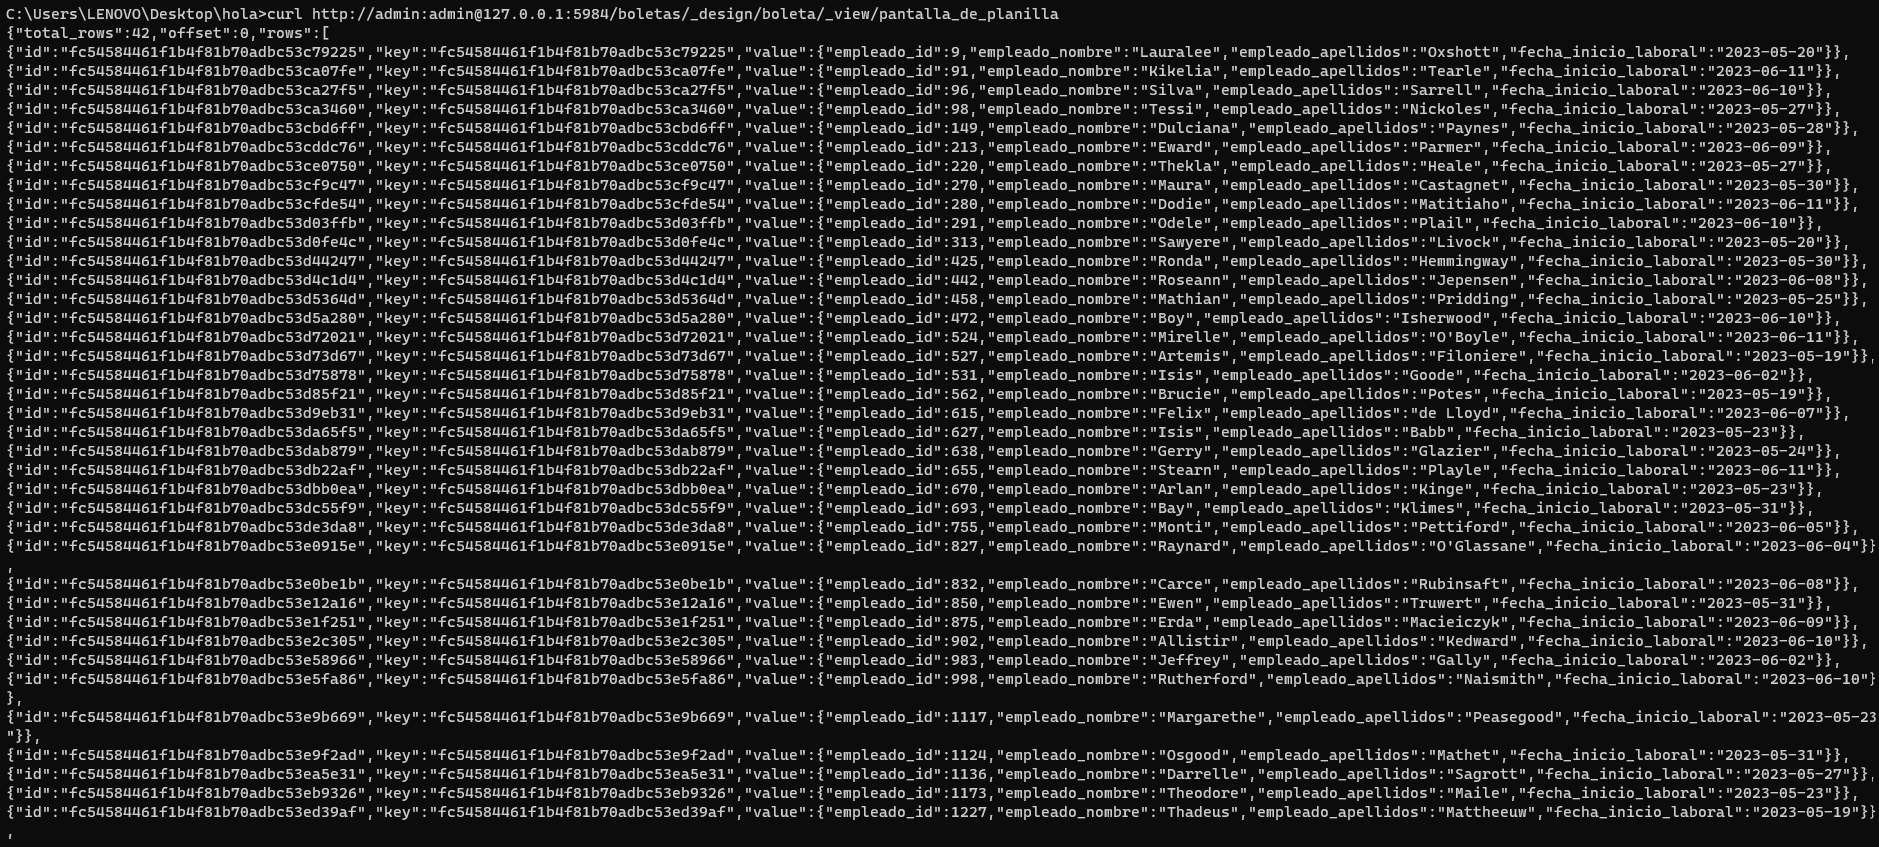 C:\Users\LENOVO\Desktop\hola>curl http://admin:admin@127.0.0.1:5984/boletas/_design/boleta/_view/pantalla_de_planilla
{"total_rows":42,"offset":0,"rows":[
{"id":"fc54584461f1b4f81b70adbc53c79225","key":"fc54584461f1b4f81b70adbc53c79225","value":{"empleado_id":9,"empleado_nombre":"Lauralee","empleado_apellidos":"Oxshott","fecha_inicio_laboral":"2023-05-20"}},
{"id":"fc54584461f1b4f81b70adbc53ca07fe","key":"fc54584461f1b4f81b70adbc53ca07fe","value":{"empleado_id":91,"empleado_nombre":"Kikelia","empleado_apellidos":"Tearle","fecha_inicio_laboral":"2023-06-11"}},
{"id":"fc54584461f1b4f81b70adbc53ca27f5","key":"fc54584461f1b4f81b70adbc53ca27f5","value":{"empleado_id":96,"empleado_nombre":"Silva","empleado_apellidos":"Sarrell","fecha_inicio_laboral":"2023-06-10"}},
{"id":"fc54584461f1b4f81b70adbc53ca3460","key":"fc54584461f1b4f81b70adbc53ca3460","value":{"empleado_id":98,"empleado_nombre":"Tessi","empleado_apellidos":"Nickoles","fecha_inicio_laboral":"2023-05-27"}},
{"id":"fc54584461f1b4f81b70adbc53cbd6ff","key":"fc54584461f1b4f81b70adbc53cbd6ff","value":{"empleado_id":149,"empleado_nombre":"Dulciana","empleado_apellidos":"Paynes","fecha_inicio_laboral":"2023-05-28"}},
{"id":"fc54584461f1b4f81b70adbc53cddc76","key":"fc54584461f1b4f81b70adbc53cddc76","value":{"empleado_id":213,"empleado_nombre":"Eward","empleado_apellidos":"Parmer","fecha_inicio_laboral":"2023-06-09"}},
{"id":"fc54584461f1b4f81b70adbc53ce0750","key":"fc54584461f1b4f81b70adbc53ce0750","value":{"empleado_id":220,"empleado_nombre":"Thekla","empleado_apellidos":"Heale","fecha_inicio_laboral":"2023-05-27"}},
{"id":"fc54584461f1b4f81b70adbc53cf9c47","key":"fc54584461f1b4f81b70adbc53cf9c47","value":{"empleado_id":270,"empleado_nombre":"Maura","empleado_apellidos":"Castagnet","fecha_inicio_laboral":"2023-05-30"}},
{"id":"fc54584461f1b4f81b70adbc53cfde54","key":"fc54584461f1b4f81b70adbc53cfde54","value":{"empleado_id":280,"empleado_nombre":"Dodie","empleado_apellidos":"Matitiaho","fecha_inicio_laboral":"2023-06-11"}},
{"id":"fc54584461f1b4f81b70adbc53d03ffb","key":"fc54584461f1b4f81b70adbc53d03ffb","value":{"empleado_id":291,"empleado_nombre":"Odele","empleado_apellidos":"Plail","fecha_inicio_laboral":"2023-06-10"}},
{"id":"fc54584461f1b4f81b70adbc53d0fe4c","key":"fc54584461f1b4f81b70adbc53d0fe4c","value":{"empleado_id":313,"empleado_nombre":"Sawyere","empleado_apellidos":"Livock","fecha_inicio_laboral":"2023-05-20"}},
{"id":"fc54584461f1b4f81b70adbc53d44247","key":"fc54584461f1b4f81b70adbc53d44247","value":{"empleado_id":425,"empleado_nombre":"Ronda","empleado_apellidos":"Hemmingway","fecha_inicio_laboral":"2023-05-30"}},
{"id":"fc54584461f1b4f81b70adbc53d4c1d4","key":"fc54584461f1b4f81b70adbc53d4c1d4","value":{"empleado_id":442,"empleado_nombre":"Roseann","empleado_apellidos":"Jepensen","fecha_inicio_laboral":"2023-06-08"}},
{"id":"fc54584461f1b4f81b70adbc53d5364d","key":"fc54584461f1b4f81b70adbc53d5364d","value":{"empleado_id":458,"empleado_nombre":"Mathian","empleado_apellidos":"Pridding","fecha_inicio_laboral":"2023-05-25"}},
{"id":"fc54584461f1b4f81b70adbc53d5a280","key":"fc54584461f1b4f81b70adbc53d5a280","value":{"empleado_id":472,"empleado_nombre":"Boy","empleado_apellidos":"Isherwood","fecha_inicio_laboral":"2023-06-10"}},
{"id":"fc54584461f1b4f81b70adbc53d72021","key":"fc54584461f1b4f81b70adbc53d72021","value":{"empleado_id":524,"empleado_nombre":"Mirelle","empleado_apellidos":"O'Boyle","fecha_inicio_laboral":"2023-06-11"}},
{"id":"fc54584461f1b4f81b70adbc53d73d67","key":"fc54584461f1b4f81b70adbc53d73d67","value":{"empleado_id":527,"empleado_nombre":"Artemis","empleado_apellidos":"Filoniere","fecha_inicio_laboral":"2023-05-19"}},
{"id":"fc54584461f1b4f81b70adbc53d75878","key":"fc54584461f1b4f81b70adbc53d75878","value":{"empleado_id":531,"empleado_nombre":"Isis","empleado_apellidos":"Goode","fecha_inicio_laboral":"2023-06-02"}},
{"id":"fc54584461f1b4f81b70adbc53d85f21","key":"fc54584461f1b4f81b70adbc53d85f21","value":{"empleado_id":562,"empleado_nombre":"Brucie","empleado_apellidos":"Potes","fecha_inicio_laboral":"2023-05-19"}},
{"id":"fc54584461f1b4f81b70adbc53d9eb31","key":"fc54584461f1b4f81b70adbc53d9eb31","value":{"empleado_id":615,"empleado_nombre":"Felix","empleado_apellidos":"de Lloyd","fecha_inicio_laboral":"2023-06-07"}},
{"id":"fc54584461f1b4f81b70adbc53da65f5","key":"fc54584461f1b4f81b70adbc53da65f5","value":{"empleado_id":627,"empleado_nombre":"Isis","empleado_apellidos":"Babb","fecha_inicio_laboral":"2023-05-23"}},
{"id":"fc54584461f1b4f81b70adbc53dab879","key":"fc54584461f1b4f81b70adbc53dab879","value":{"empleado_id":638,"empleado_nombre":"Gerry","empleado_apellidos":"Glazier","fecha_inicio_laboral":"2023-05-24"}},
{"id":"fc54584461f1b4f81b70adbc53db22af","key":"fc54584461f1b4f81b70adbc53db22af","value":{"empleado_id":655,"empleado_nombre":"Stearn","empleado_apellidos":"Playle","fecha_inicio_laboral":"2023-06-11"}},
{"id":"fc54584461f1b4f81b70adbc53dbb0ea","key":"fc54584461f1b4f81b70adbc53dbb0ea","value":{"empleado_id":670,"empleado_nombre":"Arlan","empleado_apellidos":"Kinge","fecha_inicio_laboral":"2023-05-23"}},
{"id":"fc54584461f1b4f81b70adbc53dc55f9","key":"fc54584461f1b4f81b70adbc53dc55f9","value":{"empleado_id":693,"empleado_nombre":"Bay","empleado_apellidos":"Klimes","fecha_inicio_laboral":"2023-05-31"}},
{"id":"fc54584461f1b4f81b70adbc53de3da8","key":"fc54584461f1b4f81b70adbc53de3da8","value":{"empleado_id":755,"empleado_nombre":"Monti","empleado_apellidos":"Pettiford","fecha_inicio_laboral":"2023-06-05"}},
{"id":"fc54584461f1b4f81b70adbc53e0915e","key":"fc54584461f1b4f81b70adbc53e0915e","value":{"empleado_id":827,"empleado_nombre":"Raynard","empleado_apellidos":"O'Glassane","fecha_inicio_laboral":"2023-06-04"}}
,
{"id":"fc54584461f1b4f81b70adbc53e0be1b","key":"fc54584461f1b4f81b70adbc53e0be1b","value":{"empleado_id":832,"empleado_nombre":"Carce","empleado_apellidos":"Rubinsaft","fecha_inicio_laboral":"2023-06-08"}},
{"id":"fc54584461f1b4f81b70adbc53e12a16","key":"fc54584461f1b4f81b70adbc53e12a16","value":{"empleado_id":850,"empleado_nombre":"Ewen","empleado_apellidos":"Truwert","fecha_inicio_laboral":"2023-05-31"}},
{"id":"fc54584461f1b4f81b70adbc53e1f251","key":"fc54584461f1b4f81b70adbc53e1f251","value":{"empleado_id":875,"empleado_nombre":"Erda","empleado_apellidos":"Macieiczyk","fecha_inicio_laboral":"2023-06-09"}},
{"id":"fc54584461f1b4f81b70adbc53e2c305","key":"fc54584461f1b4f81b70adbc53e2c305","value":{"empleado_id":902,"empleado_nombre":"Allistir","empleado_apellidos":"Kedward","fecha_inicio_laboral":"2023-06-10"}},
{"id":"fc54584461f1b4f81b70adbc53e58966","key":"fc54584461f1b4f81b70adbc53e58966","value":{"empleado_id":983,"empleado_nombre":"Jeffrey","empleado_apellidos":"Gally","fecha_inicio_laboral":"2023-06-02"}},
{"id":"fc54584461f1b4f81b70adbc53e5fa86","key":"fc54584461f1b4f81b70adbc53e5fa86","value":{"empleado_id":998,"empleado_nombre":"Rutherford","empleado_apellidos":"Naismith","fecha_inicio_laboral":"2023-06-10"}
},
{"id":"fc54584461f1b4f81b70adbc53e9b669","key":"fc54584461f1b4f81b70adbc53e9b669","value":{"empleado_id":1117,"empleado_nombre":"Margarethe","empleado_apellidos":"Peasegood","fecha_inicio_laboral":"2023-05-23
"}},
{"id":"fc54584461f1b4f81b70adbc53e9f2ad","key":"fc54584461f1b4f81b70adbc53e9f2ad","value":{"empleado_id":1124,"empleado_nombre":"Osgood","empleado_apellidos":"Mathet","fecha_inicio_laboral":"2023-05-31"}},
{"id":"fc54584461f1b4f81b70adbc53ea5e31","key":"fc54584461f1b4f81b70adbc53ea5e31","value":{"empleado_id":1136,"empleado_nombre":"Darrelle","empleado_apellidos":"Sagrott","fecha_inicio_laboral":"2023-05-27"}},
{"id":"fc54584461f1b4f81b70adbc53eb9326","key":"fc54584461f1b4f81b70adbc53eb9326","value":{"empleado_id":1173,"empleado_nombre":"Theodore","empleado_apellidos":"Maile","fecha_inicio_laboral":"2023-05-23"}},
{"id":"fc54584461f1b4f81b70adbc53ed39af","key":"fc54584461f1b4f81b70adbc53ed39af","value":{"empleado_id":1227,"empleado_nombre":"Thadeus","empleado_apellidos":"Mattheeuw","fecha_inicio_laboral":"2023-05-19"}}
,